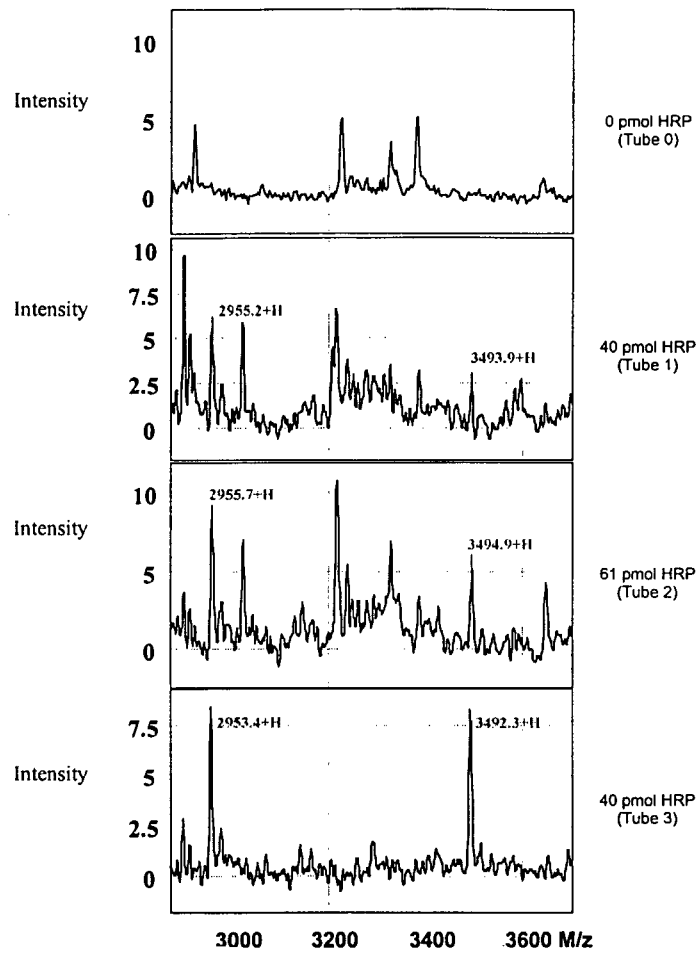 10
Intensity
5
0 pmol HRP
(Tube 0)
0
10
7.5
Intensity
2955.2+H
5
3493.9+H
40 pmol HRP
(Tube 1)
2.5
0
10
2955.7+H
Intensity
3494.9+H
5
61 pmol HRP
(Tube 2)
0
7.5
2953.4+H
3492.3+H
Intensity
5
40 pmol HRP
(Tube 3)
2.5
0
3000 3200 3400 3600 M/z